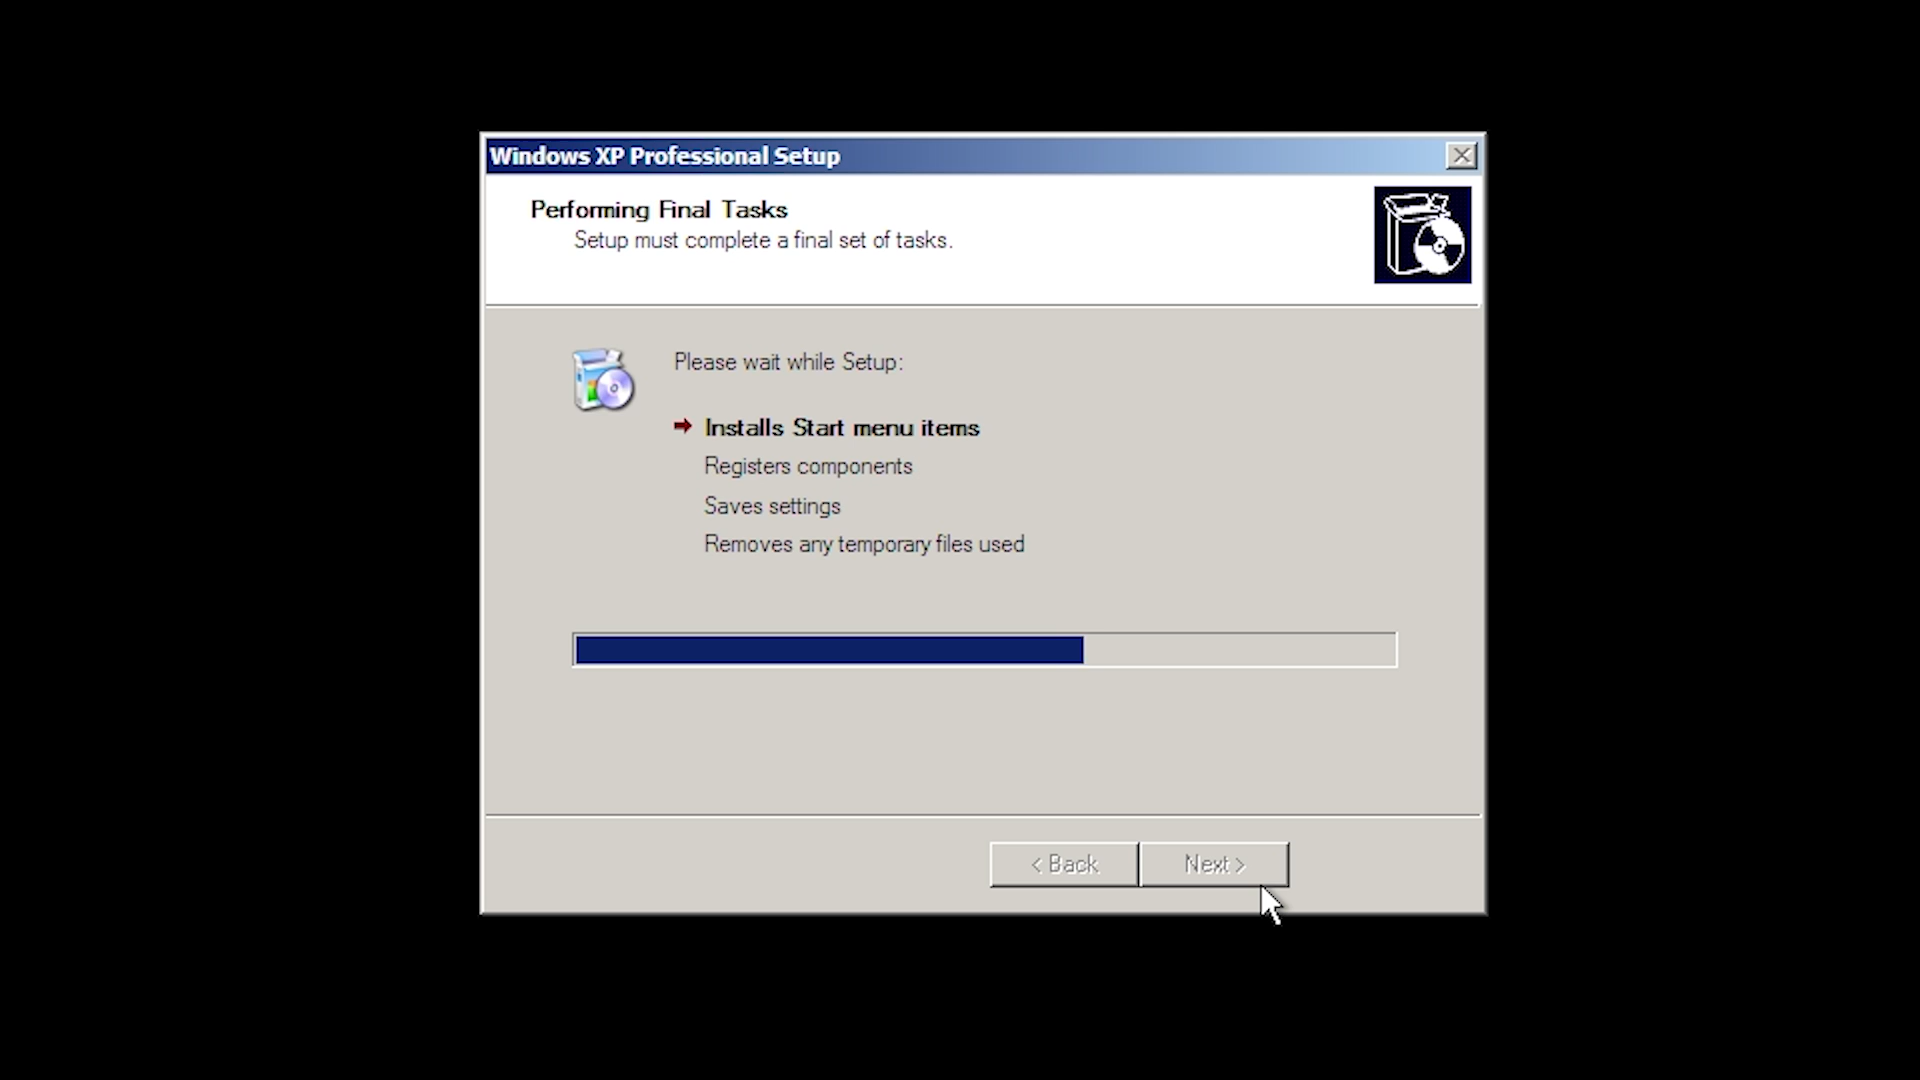 Windows XP Professional Setup
Performing Final Tasks
Setup must complete a final set of tasks.
Please wait while Setup:
Installs Start menu items
Registers components
Saves settings
Removes any temporary files used
< Back
Next >